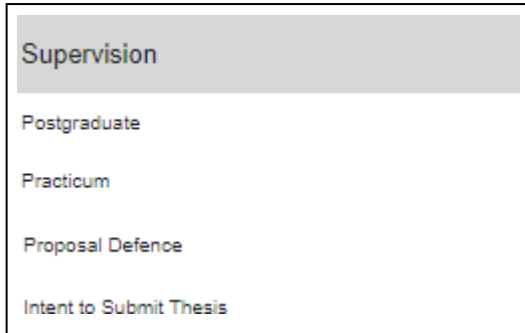 Supervision
Postgraduate
Practicum
Proposal Defence
Intent to Submit Thesis